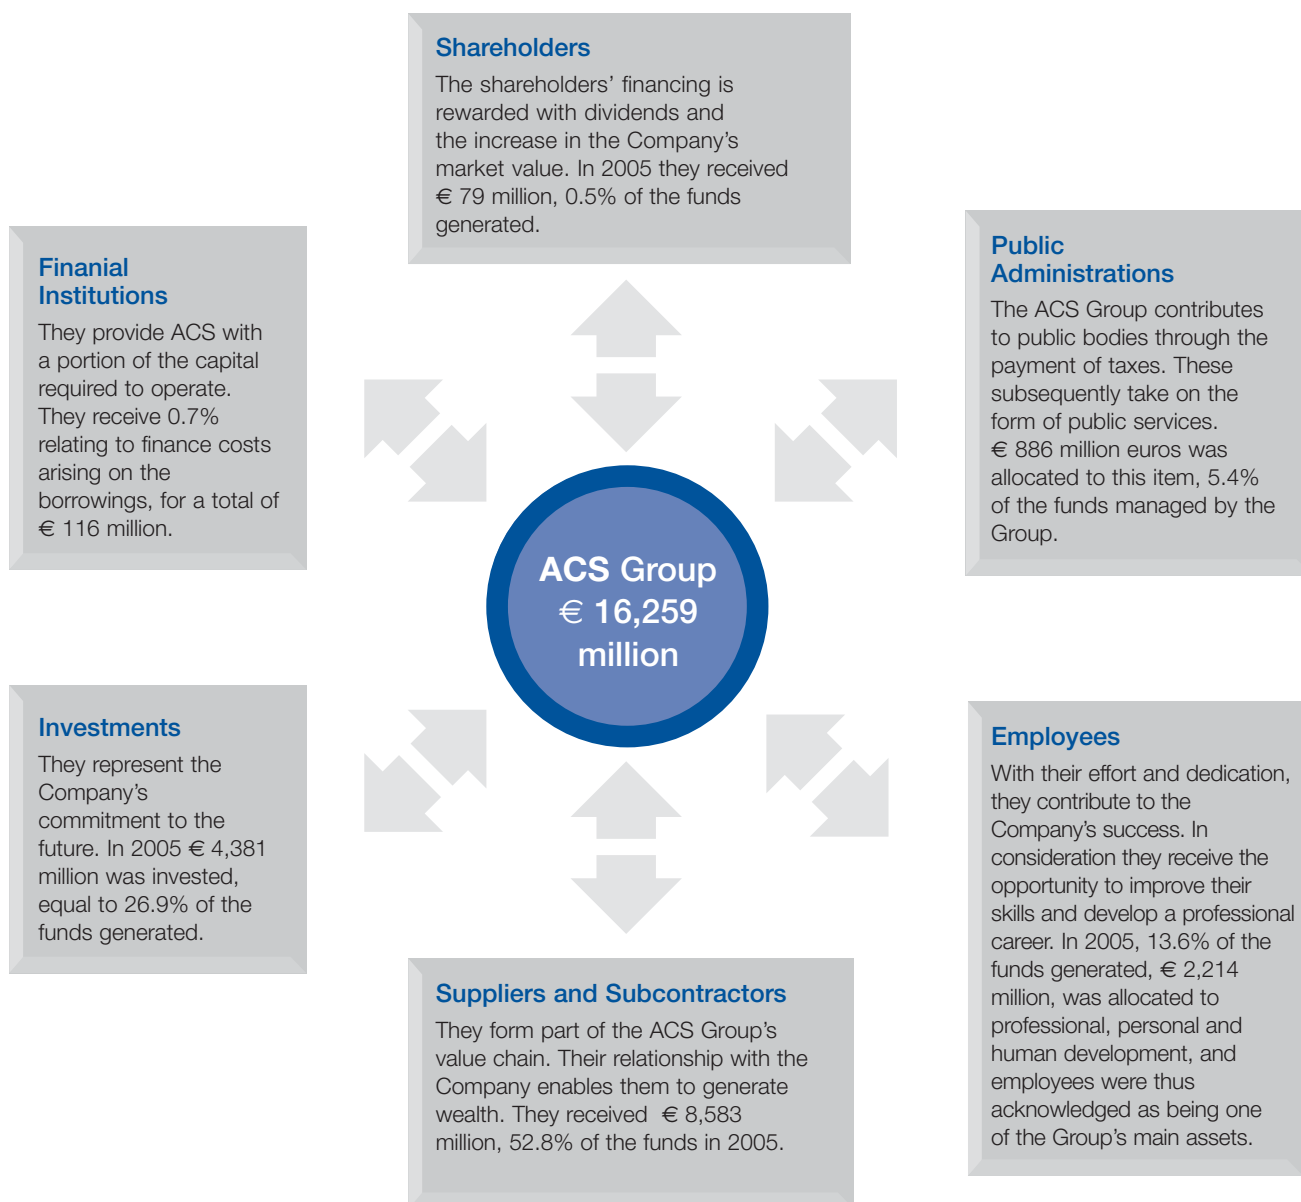 Shareholders
The shareholders’ financing is
rewarded with dividends and
the increase in the Company’s
market value. In 2005 they received
€ 79 million, 0.5% of the funds
generated.
Finanial
Institutions
They provide ACS with
a portion of the capital
required to operate.
They receive 0.7%
relating to finance costs
arising on the
borrowings, for a total of
€ 116 million.
Public
Administrations
The ACS Group contributes
to public bodies through the
payment of taxes. These
subsequently take on the
form of public services.
€ 886 million euros was
allocated to this item, 5.4%
of the funds managed by the
Group.
ACS Group
€ 16,259
million
Investments
They represent the
Company’s
commitment to the
future. In 2005 € 4,381
million was invested,
equal to 26.9% of the
funds generated.
Employees
With their effort and dedication,
they contribute to the
Company’s success. In
consideration they receive the
opportunity to improve their
skills and develop a professional
career. In 2005, 13.6% of the
funds generated, € 2,214
million, was allocated to
professional, personal and
human development, and
employees were thus
acknowledged as being one
of the Group’s main assets.
Suppliers and Subcontractors
They form part of the ACS Group’s
value chain. Their relationship with the
Company enables them to generate
wealth. They received € 8,583
million, 52.8% of the funds in 2005.